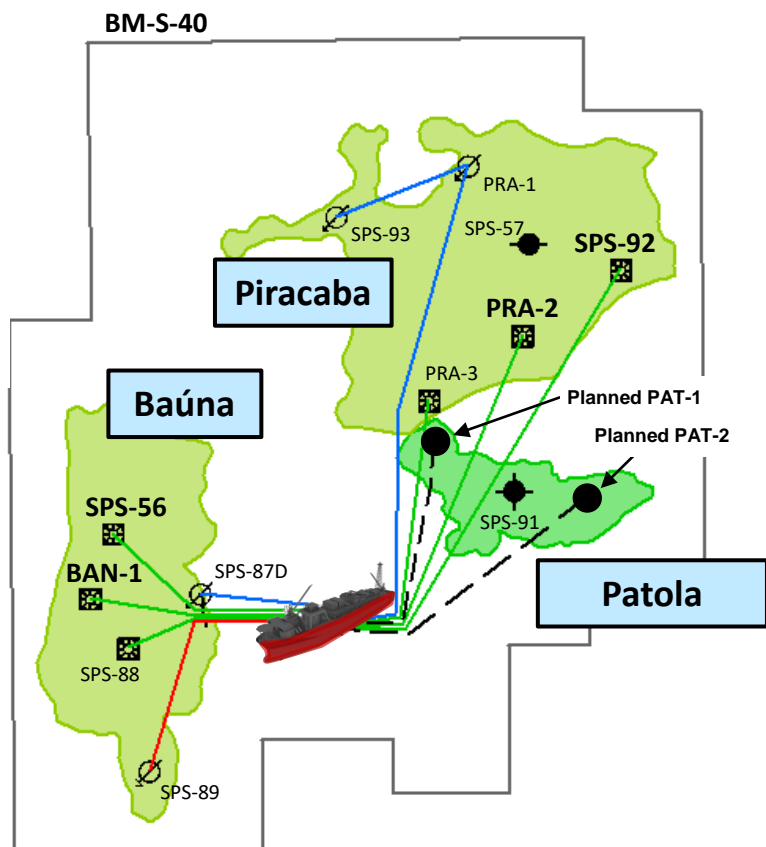 BM-S-40
PRA-1
SPS-93
SPS-57
SPS-92
Piracaba
PRA-2
PRA-3
Baúna
Planned PAT-1
Planned PAT-2
SPS-56
SPS-91
SPS-87D
BAN-1
Patola
SPS-88
SPS-89